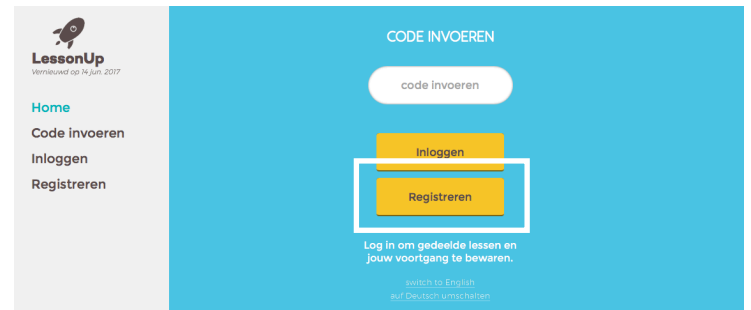 LessonUp
Vernieuwd op 14 jun. 2017
Home
Code invoeren
Inloggen
Registreren
CODE INVOEREN
code invoeren
Inloggen
Registreren
Log in om gedeelde lessen en
jouw voortgang te bewaren.
switch to English
auf Deutsch umschalten